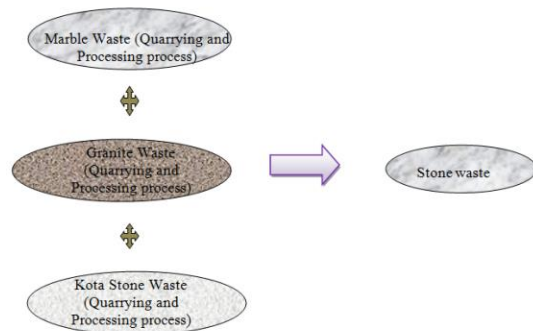 Marble Waste (Quarrying and
Processing process)
Granite Waste
(Quarrying and
Processing process)
Stone waste
Kota Stone Waste
(Quarrying and
Processing process)